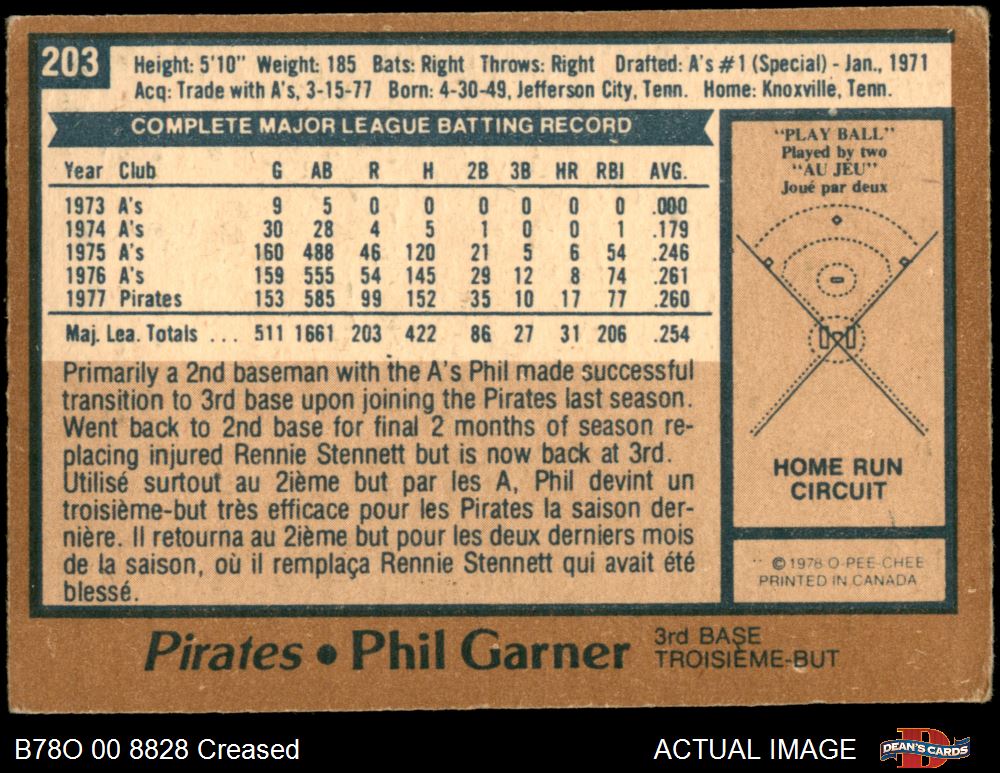 203
Height: 5'10" Weight: 185 Bats: Right Throws: Right Drafted: A's #1 (Special) - Jan., 1971
Acq: Trade with A's, 3-15-77 Born: 4-30-49, Jefferson City, Tenn. Home: Knoxville, Tenn.
COMPLETE MAJOR LEAGUE BATTING RECORD
Year Club G AB R H 2B 3B HR RBI AVG.
1973 A's 9 5 0 0 0 0 0 0 .000
1974 A's 30 28 4 5 1 0 0 1 .179
1975 A's 160 488 46 120 21 5 6 54 .246
1976 A's 159 555 54 145 29 12 8 74 .261
1977 Pirates 153 585 99 152 35 10 17 77 .260
Maj. Lea. Totals ... 511 1661 203 422 86 27 31 206 .254
Primarily a 2nd baseman with the A's Phil made successful
transition to 3rd base upon joining the Pirates last season.
Went back to 2nd base for final 2 months of season re-
placing injured Rennie Stennett but is now back at 3rd.
Utilisé surtout au 2ième but par les A, Phil devint un
troisième-but très efficace pour les Pirates la saison der-
nière. Il retourna au 2ième but pour les deux derniers mois
de la saison, où il remplaça Rennie Stennett qui avait été
blessé.
"PLAY BALL"
Played by two
"AU JEU"
Joué par deux
HOME RUN
CIRCUIT
© 1978 O-PEE-CHEE
PRINTED IN CANADA
Pirates • Phil Garner 3rd BASE
TROISIÈME-BUT
B78O 00 8828 Creased
ACTUAL IMAGE
DEAN'S CARDS